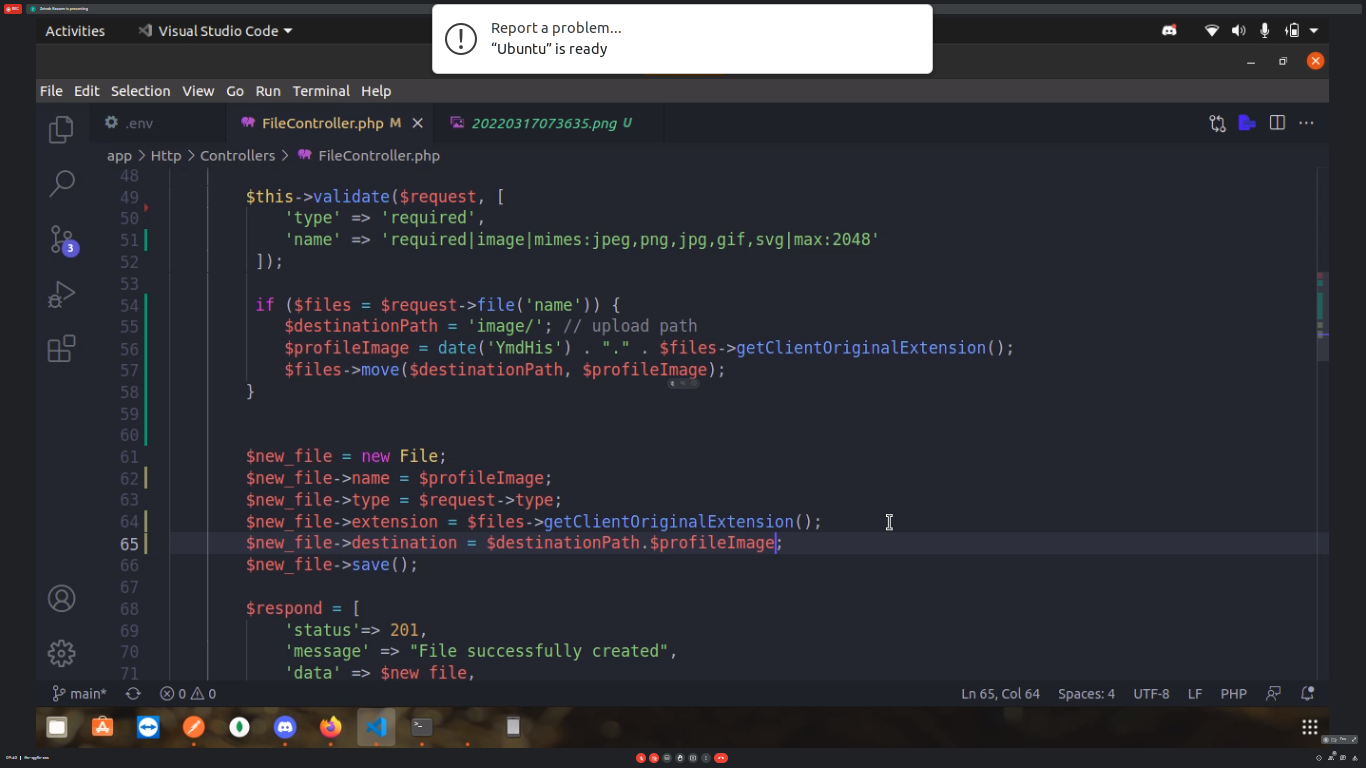 REC Zainab Kauser is presenting
Activities Visual Studio Code
Report a problem...
“Ubuntu” is ready
File Edit Selection View Go Run Terminal Help
.env FileController.php M 20220317073635.png U
app > Http > Controllers > FileController.php
48
49 $this->validate($request, [
50 'type' => 'required',
51 'name' => 'required|image|mimes:jpeg,png,jpg,gif,svg|max:2048'
52 ]);
53
54 if ($files = $request->file('name')) {
55 $destinationPath = 'image/'; // upload path
56 $profileImage = date('YmdHis') . "." . $files->getClientOriginalExtension();
57 $files->move($destinationPath, $profileImage);
58 }
59
60
61 $new_file = new File;
62 $new_file->name = $profileImage;
63 $new_file->type = $request->type;
64 $new_file->extension = $files->getClientOriginalExtension();
65 $new_file->destination = $destinationPath.$profileImage;
66 $new_file->save();
67
68 $respond = [
69 'status'=> 201,
70 'message' => "File successfully created",
71 'data' => $new_file,
3
main* 0 0 Ln 65, Col 64 Spaces: 4 UTF-8 LF PHP